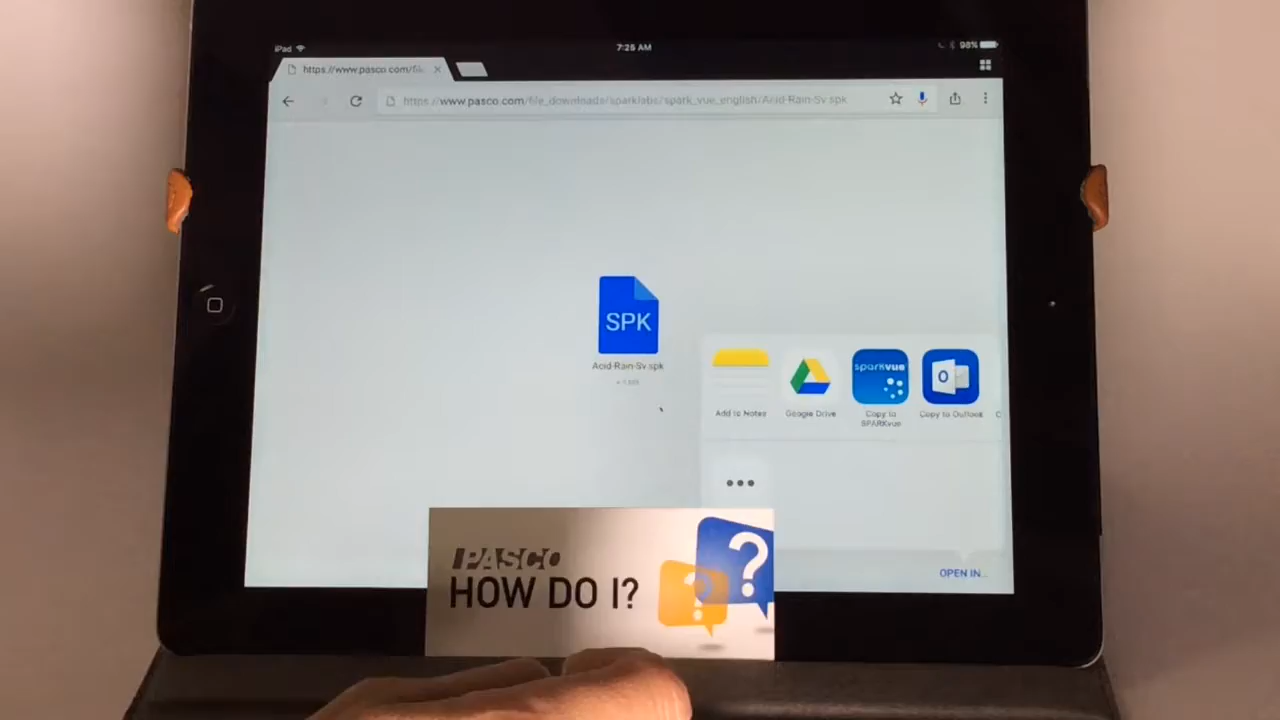 iPad
7:25 AM
98%
https://www.pasco.com/fil
https://www.pasco.com/file_downloads/sparklabs/spark_vue_english/Acid-Rain-Sv.spk
SPK
Acid-Rain-Sv.spk
sparkvue
Add to Notes
Google Drive
Copy to
SPARKvue
Copy to Outlook
OPEN IN...
PASCO
HOW DO I?